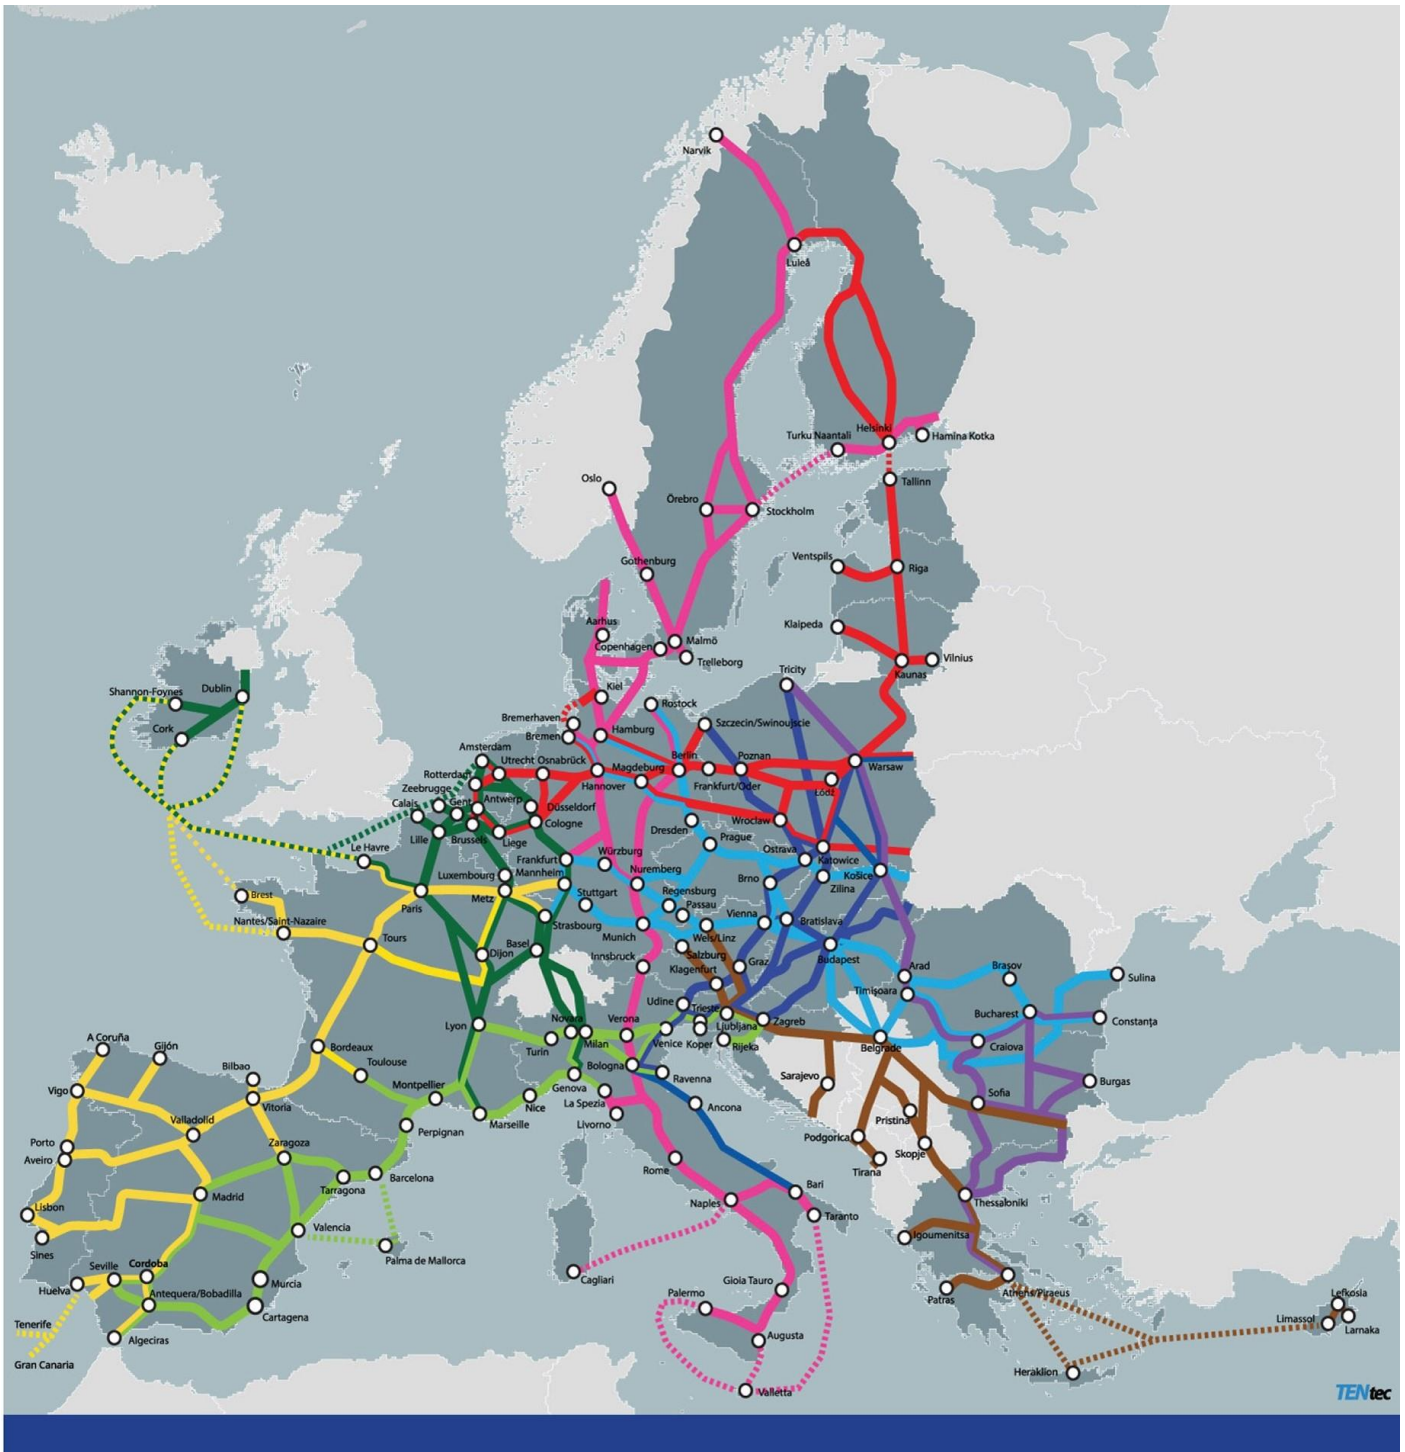 Narvik
Luleå
Helsinki
Turku Naantali
Hamina Kotka
Oslo
Tallinn
Örebro
Stockholm
Ventspils
Gothenburg
Riga
Klaipeda
Aarhus
Malmö
Copenhagen
Trelleborg
Vilnius
Tricity
Kaunas
Shannon-Foynes
Dublin
Kiel
Rostock
Cork
Bremerhaven
Szczecin/Swinoujscie
Hamburg
Bremen
Amsterdam
Utrecht
Osnabrück
Berlin
Poznan
Warsaw
Rotterdam
Magdeburg
Zeebrugge
Hannover
Frankfurt/Oder
Łódź
Calais
Gent
Antwerp
Düsseldorf
Cologne
Wroclaw
Dresden
Lille
Brussels
Liege
Prague
Le Havre
Frankfurt
Würzburg
Ostrava
Katowice
Luxembourg
Mannheim
Nuremberg
Košice
Brno
Zilina
Brest
Metz
Stuttgart
Regensburg
Paris
Passau
Nantes/Saint-Nazaire
Strasbourg
Vienna
Bratislava
Munich
Wels/Linz
Tours
Basel
Dijon
Innsbruck
Salzburg
Graz
Budapest
Klagenfurt
Arad
Braşov
Sulina
Timişoara
Udine
Trieste
Bucharest
Constanţa
Lyon
Novara
Verona
Ljubljana
Zagreb
A Coruña
Gijón
Bordeaux
Turin
Milan
Venice
Koper
Rijeka
Belgrade
Craiova
Bilbao
Toulouse
Bologna
Sarajevo
Ravenna
Burgas
Vigo
Montpellier
Genova
Sofia
Vitoria
La Spezia
Nice
Ancona
Valladolid
Marseille
Livorno
Pristina
Perpignan
Porto
Zaragoza
Podgorica
Aveiro
Skopje
Rome
Tirana
Barcelona
Tarragona
Madrid
Bari
Lisbon
Naples
Thessaloniki
Taranto
Valencia
Sines
Igoumenitsa
Palma de Mallorca
Seville
Cordoba
Cagliari
Gioia Tauro
Murcia
Huelva
Antequera/Bobadilla
Palermo
Patras
Athens/Piraeus
Lefkosia
Cartagena
Limassol
Larnaka
Tenerife
Algeciras
Augusta
Gran Canaria
Heraklion
Valletta
TENtec